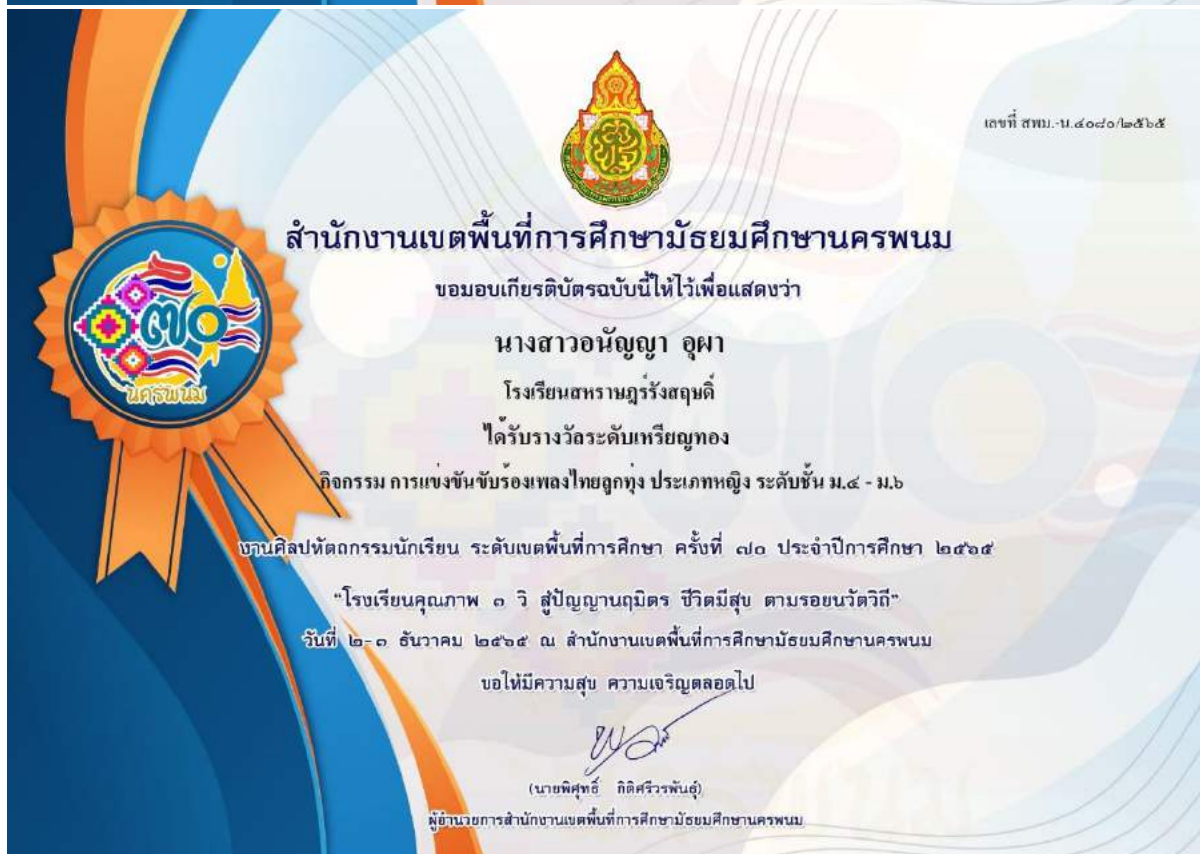 เลขที่ สพม.-น.๔๐๘๐/๒๕๖๕
สำนักงานเขตพื้นที่การศึกษามัธยมศึกษานครพนม
ขอมอบเกียรติบัตรฉบับนี้ให้ไว้เพื่อแสดงว่า
นางสาวอนัญญา อุผา
โรงเรียนสหราษฎร์รังสฤษดิ์
ได้รับรางวัลระดับเหรียญทอง
กิจกรรม การแข่งขันขับร้องเพลงไทยลูกทุ่ง ประเภทหญิง ระดับชั้น ม.๔ - ม.๖
งานศิลปหัตถกรรมนักเรียน ระดับเขตพื้นที่การศึกษา ครั้งที่ ๗๐ ประจำปีการศึกษา ๒๕๖๕
"โรงเรียนคุณภาพ ๓ วิ สู่ปัญญานฤมิตร ชีวิตมีสุข ตามรอยนวัตวิถี"
วันที่ ๒-๓ ธันวาคม ๒๕๖๕ ณ สำนักงานเขตพื้นที่การศึกษามัธยมศึกษานครพนม
ขอให้มีความสุข ความเจริญตลอดไป
(นายพิศุทธิ์ กิติศรีวรพันธุ์)
ผู้อำนวยการสำนักงานเขตพื้นที่การศึกษามัธยมศึกษานครพนม
๗๐
นครพนม